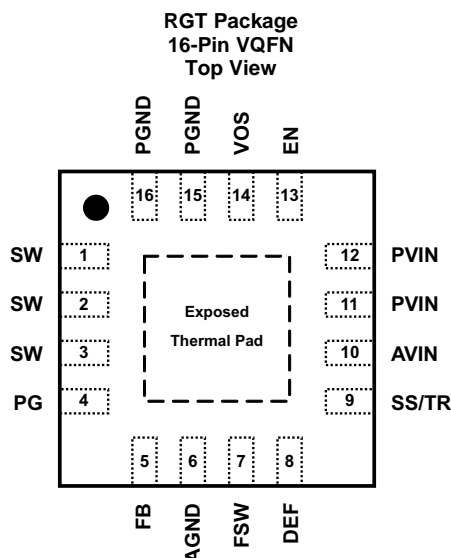 RGT Package
16-Pin VQFN
Top View
PGND PGND VOS EN
16 15 14 13
SW 1 12 PVIN
SW 2 11 PVIN
SW 3 10 AVIN
PG 4 9 SS/TR
Exposed
Thermal Pad
5 6 7 8
FB AGND FSW DEF